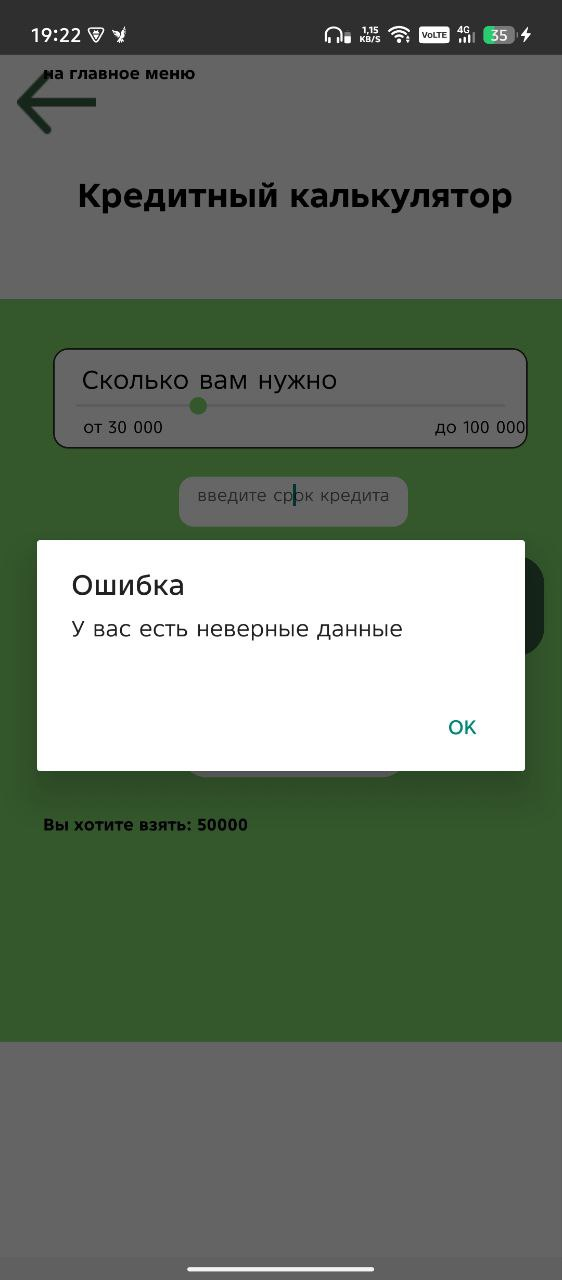 19:22 1,15 KB/S VoLTE 4G 35
на главное меню
Кредитный калькулятор
Сколько вам нужно
от 30 000 до 100 000
введите срок кредита
Ошибка
У вас есть неверные данные
OK
Вы хотите взять: 50000